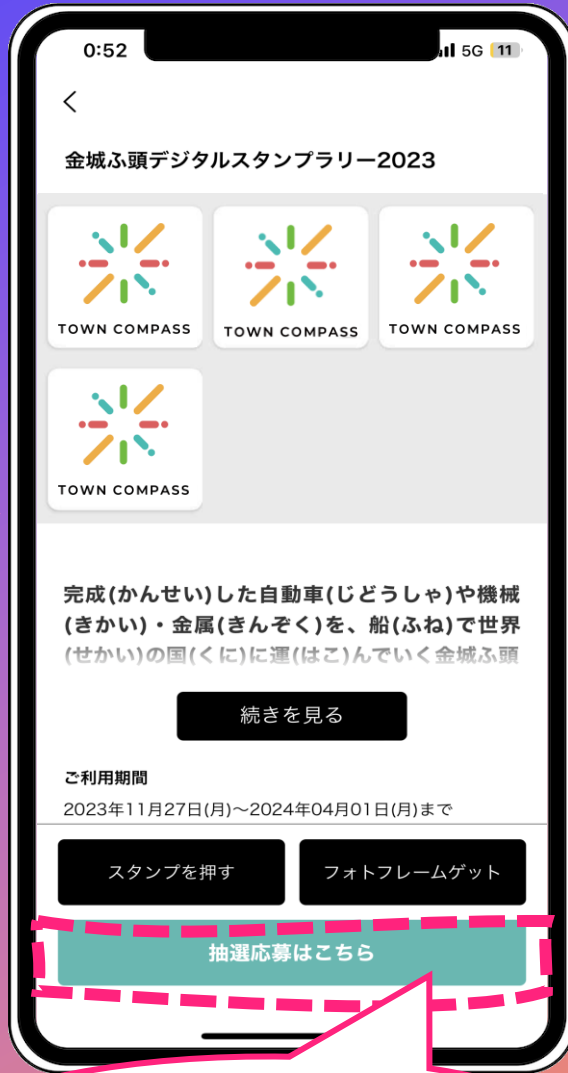 0:52
5G 11
金城ふ頭デジタルスタンプラリー2023
TOWN COMPASS
TOWN COMPASS
TOWN COMPASS
TOWN COMPASS
完成(かんせい)した自動車(じどうしゃ)や機械
(きかい)・金属(きんぞく)を、船(ふね)で世界
(せかい)の国(くに)に運(はこ)んでいく金城ふ頭
続きを見る
ご利用期間
2023年11月27日(月)〜2024年04月01日(月)まで
スタンプを押す
フォトフレームゲット
抽選応募はこちら